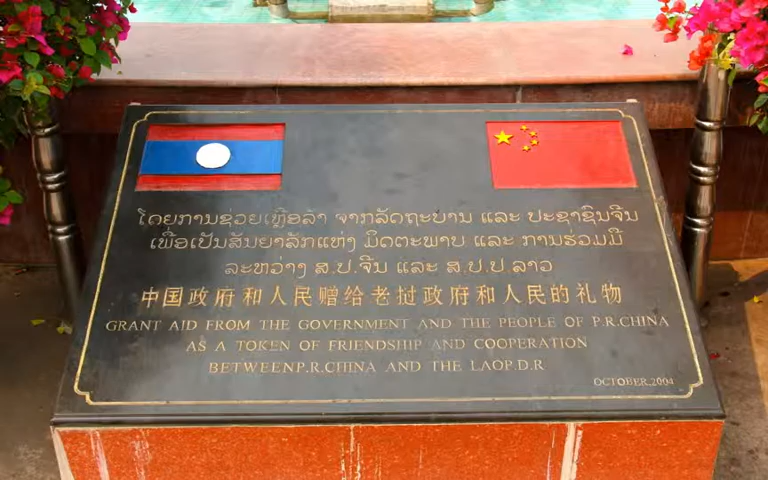 ໂດຍການຊ່ວຍເຫຼືອລ້າ ຈາກລັດຖະບານ ແລະ ປະຊາຊົນຈີນ
ເພື່ອເປັນສັນຍາລັກແຫ່ງ ມິດຕະພາບ ແລະ ການຮ່ວມມື
ລະຫວ່າງ ສ.ປ.ຈີນ ແລະ ສ.ປ.ປ.ລາວ
中国政府和人民赠给老挝政府和人民的礼物
GRANT AID FROM THE GOVERNMENT AND THE PEOPLE OF P.R.CHINA
AS A TOKEN OF FRIENDSHIP AND COOPERATION
BETWEENP.R.CHINA AND THE LAOP.D.R
OCTOBER.2004